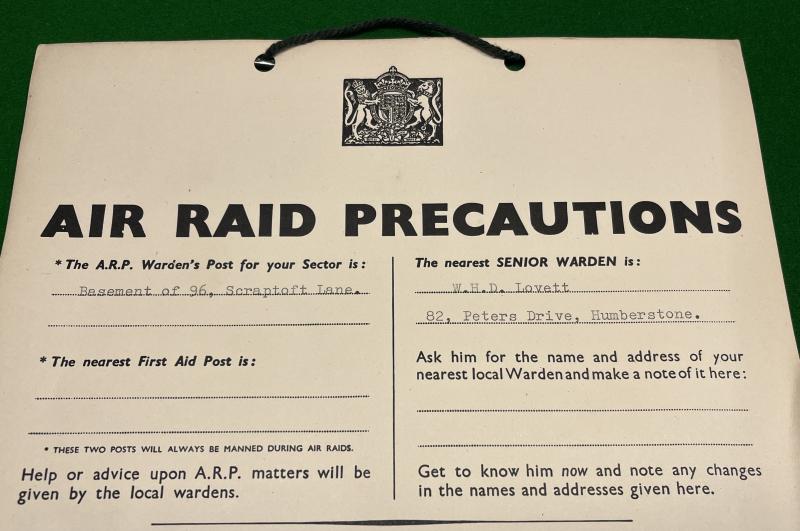 AIR RAID PRECAUTIONS
* The A.R.P. Warden's Post for your Sector is:
Basement of 96, Scraptoft Lane.
* The nearest First Aid Post is:
* THESE TWO POSTS WILL ALWAYS BE MANNED DURING AIR RAIDS.
Help or advice upon A.R.P. matters will be
given by the local wardens.
The nearest SENIOR WARDEN is:
W.H.D. Lovett
82, Peters Drive, Humberstone.
Ask him for the name and address of your
nearest local Warden and make a note of it here:
Get to know him now and note any changes
in the names and addresses given here.